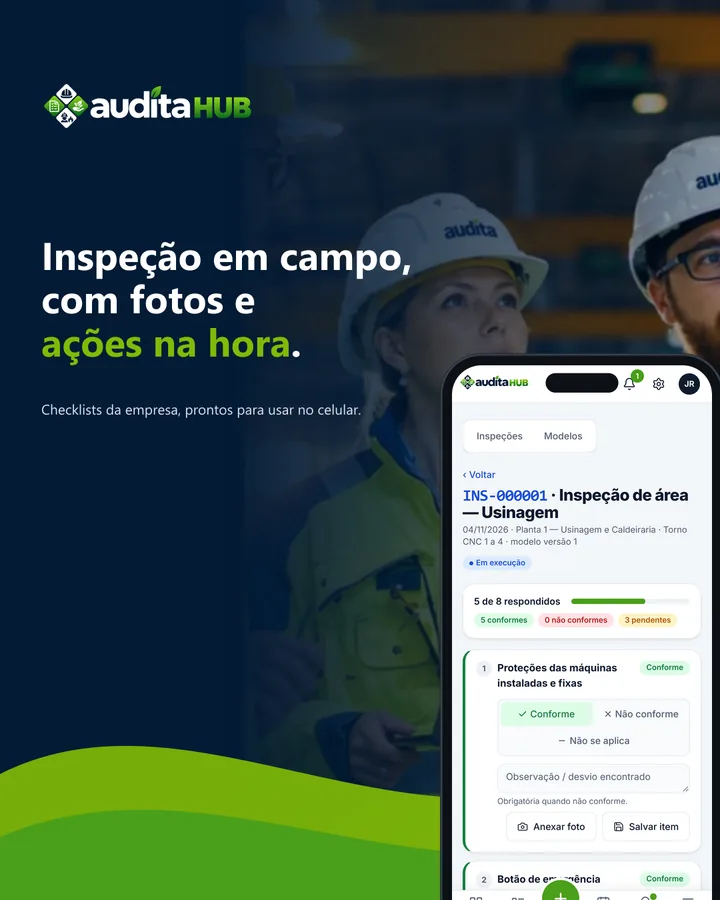 auditaHUB
Inspeção em campo,
com fotos e
ações na hora.
Checklists da empresa, prontos para usar no celular.
audita
auditaHUB
1
JR
Inspeções
Modelos
‹ Voltar
INS-000001 · Inspeção de área
— Usinagem
04/11/2026 · Planta 1 — Usinagem e Caldeiraria · Torno
CNC 1 a 4 · modelo versão 1
Em execução
5 de 8 respondidos
5 conformes
0 não conformes
3 pendentes
1
Proteções das máquinas
instaladas e fixas
Conforme
Conforme
Não conforme
Não se aplica
Observação / desvio encontrado
Obrigatória quando não conforme.
Anexar foto
Salvar item
2
Botão de emergência
Conforme